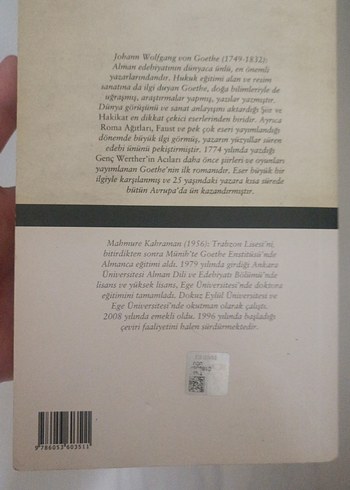 Johann Wolfgang von Goethe (1749-1832):
Alman edebiyatının dünyaca ünlü, en önemli
yazarlarındandır. Hukuk eğitimi alan ve resim
sanatına da ilgi duyan Goethe, doğa bilimleriyle de
uğraşmış, araştırmalar yapmış, yazılar yazmıştır.
Dünya görüşünü ve sanat anlayışını aktardığı Şiir ve
Hakikat en dikkat çekici eserlerinden biridir. Ayrıca
Roma Ağıtları, Faust ve pek çok eseri yayımlandığı
dönemde büyük ilgi görmüş, yazarın yüzyıllar süren
edebi ününü pekiştirmiştir. 1774 yılında yazdığı
Genç Werther'in Acıları daha önce şiirleri ve oyunları
yayımlanan Goethe'nin ilk romanıdır. Eser büyük bir
ilgiyle karşılanmış ve 25 yaşındaki yazara kısa sürede
bütün Avrupa'da ün kazandırmıştır.
Mahmure Kahraman (1956): Trabzon Lisesi'ni
bitirdikten sonra Münih'te Goethe Enstitüsü'nde
Almanca eğitimi aldı. 1979 yılında girdiği Ankara
Üniversitesi Alman Dili ve Edebiyatı Bölümü'nde
lisans ve yüksek lisans, Ege Üniversitesi'nde doktora
eğitimini tamamladı. Dokuz Eylül Üniversitesi ve
Ege Üniversitesi'nde okutman olarak çalıştı.
2008 yılında emekli oldu. 1996 yılında başladığı
çeviri faaliyetini halen sürdürmektedir.
9 786053 603511